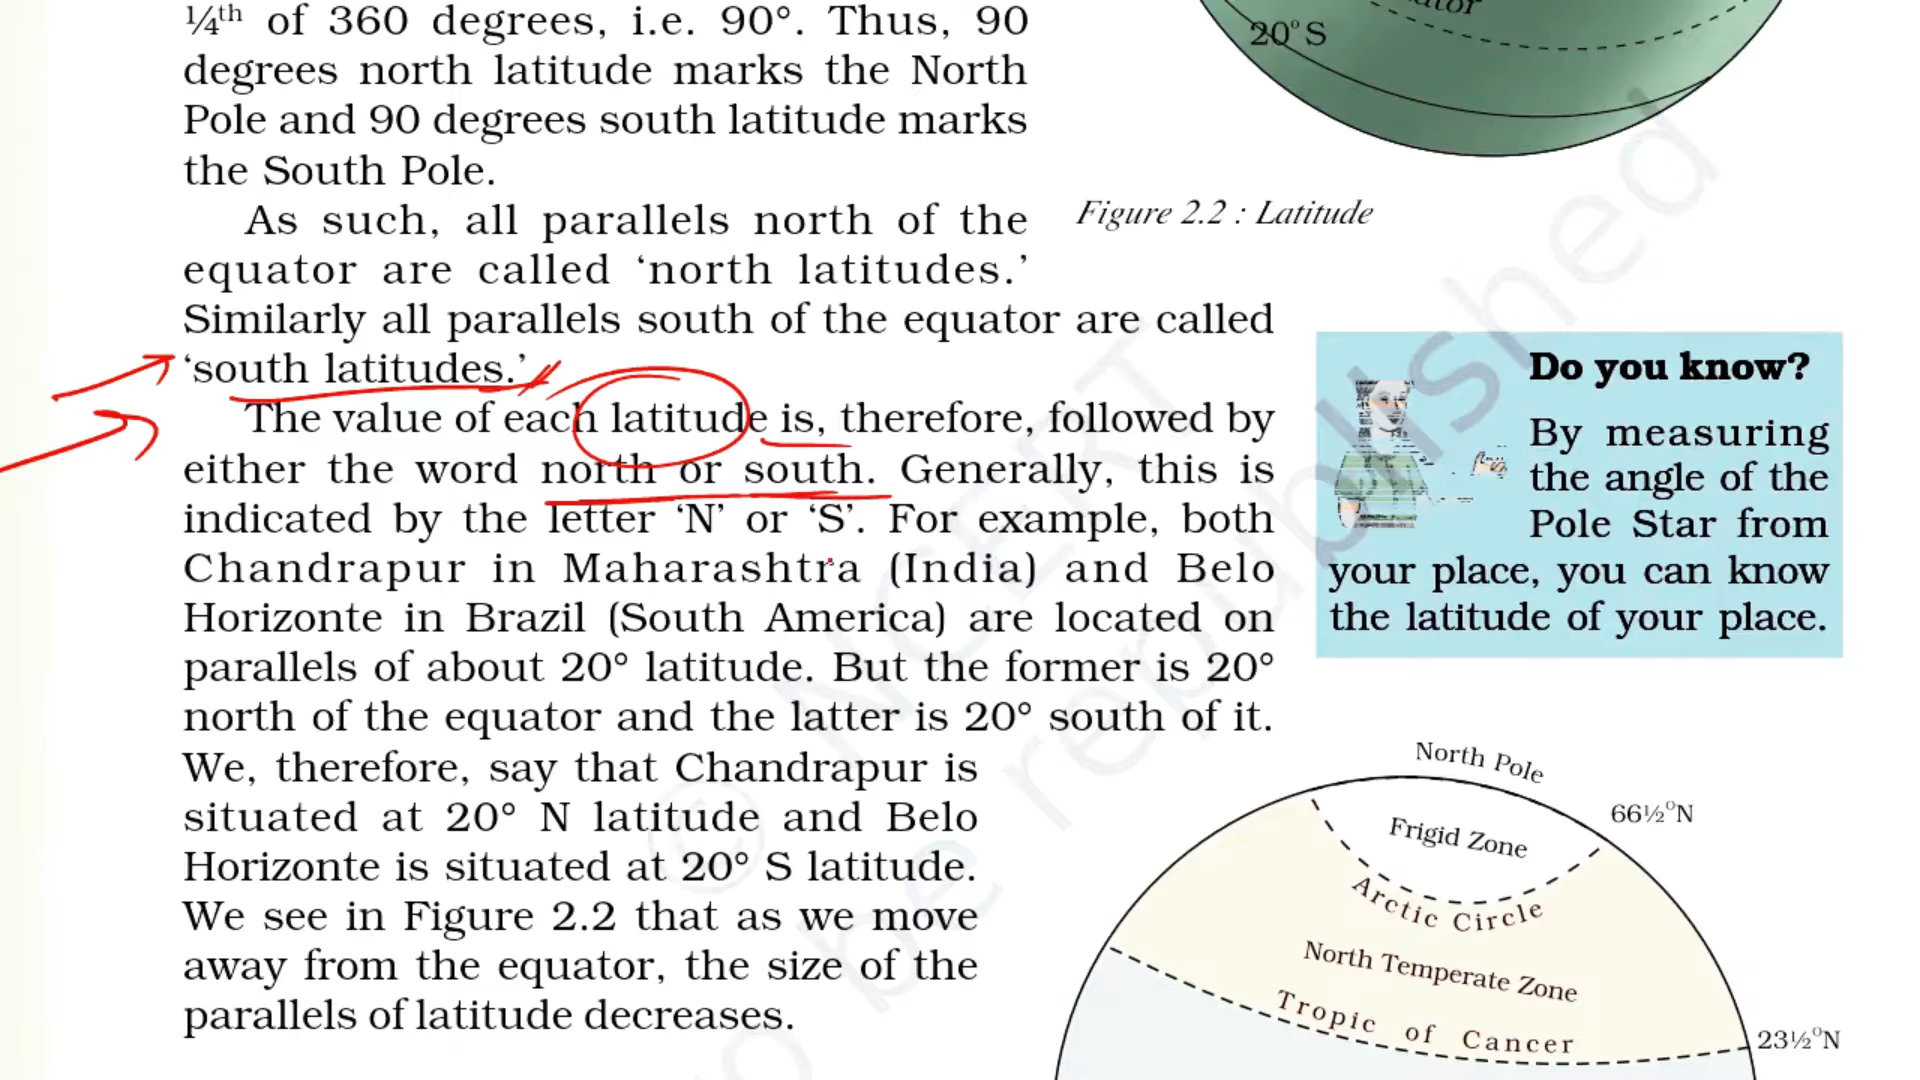 ¼th of 360 degrees, i.e. 90°. Thus, 90
degrees north latitude marks the North
Pole and 90 degrees south latitude marks
the South Pole.
As such, all parallels north of the
equator are called ‘north latitudes.’
Similarly all parallels south of the equator are called
‘south latitudes.’
The value of each latitude is, therefore, followed by
either the word north or south. Generally, this is
indicated by the letter ‘N’ or ‘S’. For example, both
Chandrapur in Maharashtra (India) and Belo
Horizonte in Brazil (South America) are located on
parallels of about 20° latitude. But the former is 20°
north of the equator and the latter is 20° south of it.
We, therefore, say that Chandrapur is
situated at 20° N latitude and Belo
Horizonte is situated at 20° S latitude.
We see in Figure 2.2 that as we move
away from the equator, the size of the
parallels of latitude decreases.
20° S
Figure 2.2 : Latitude
Do you know?
By measuring
the angle of the
Pole Star from
your place, you can know
the latitude of your place.
North Pole
66½°N
Frigid Zone
Arctic Circle
North Temperate Zone
Tropic of Cancer
23½°N
© NCERT
be republished